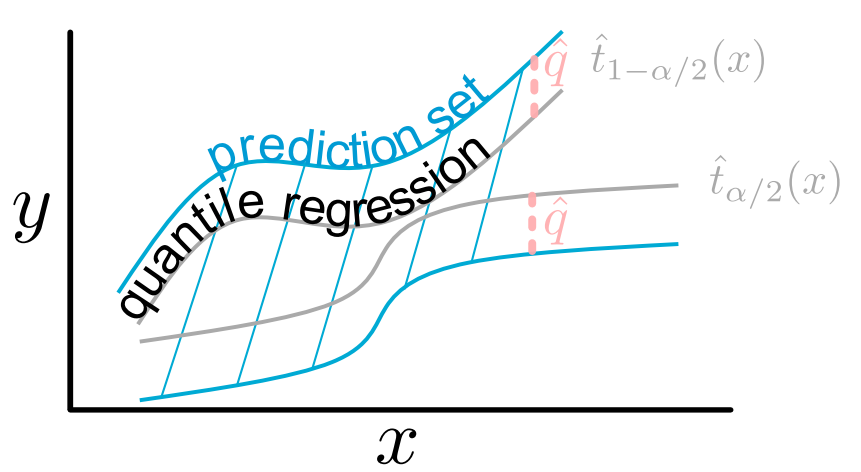 prediction set
quantile regression
q̂
t̂₁₋α/₂(x)
t̂α/₂(x)
q̂
y
x